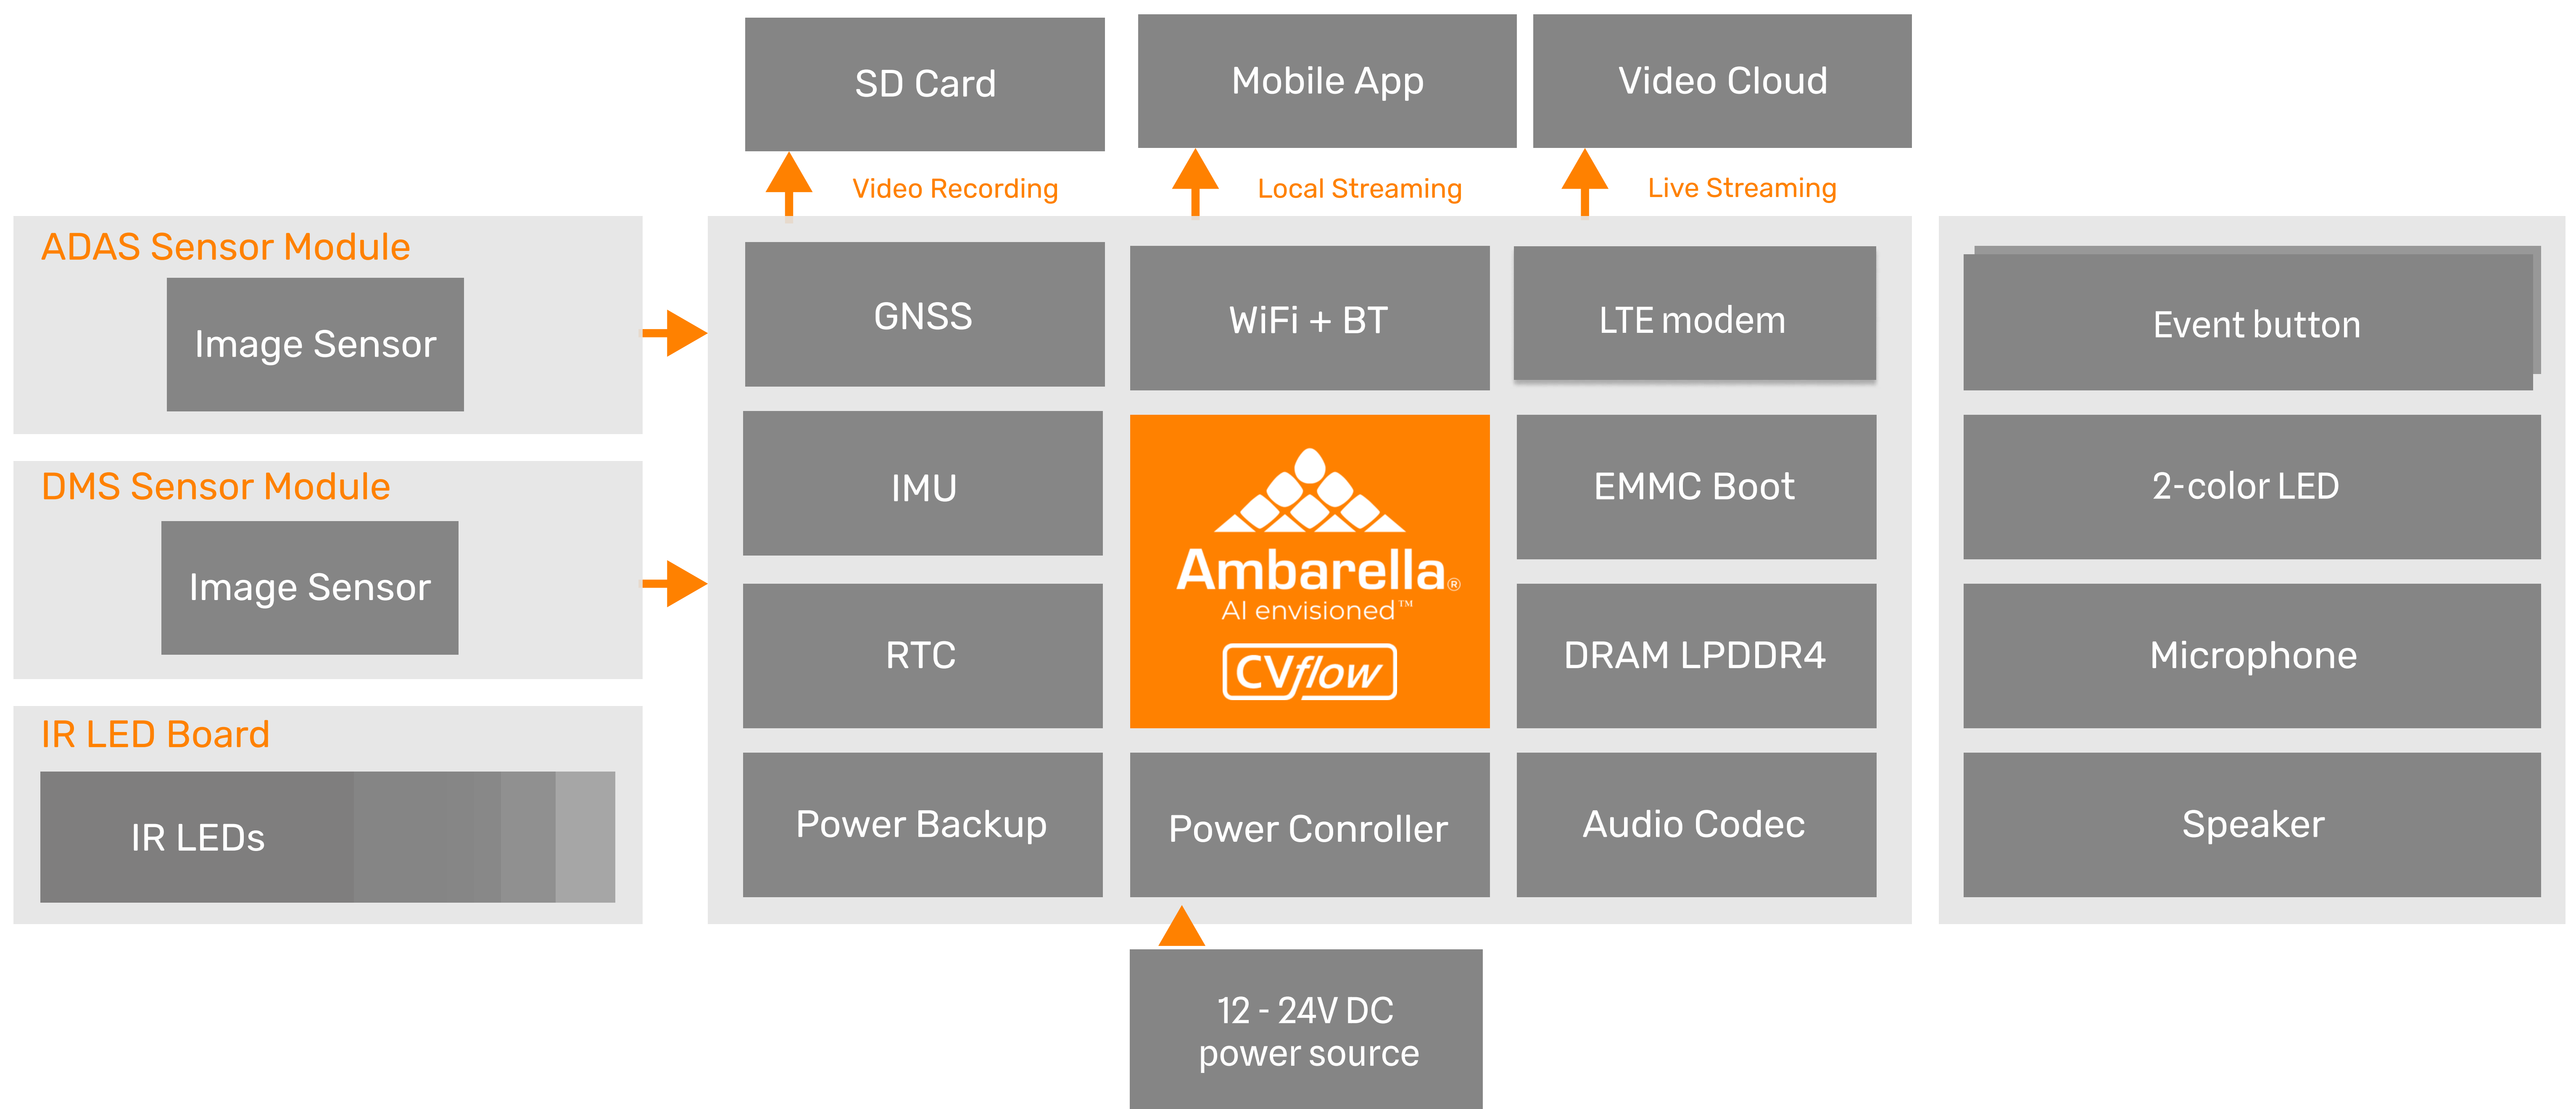 SD Card
Mobile App
Video Cloud
Video Recording
Local Streaming
Live Streaming
ADAS Sensor Module
Image Sensor
DMS Sensor Module
Image Sensor
IR LED Board
IR LEDs
GNSS
WiFi + BT
LTE modem
IMU
Ambarella®
AI envisioned™
CVflow
EMMC Boot
RTC
DRAM LPDDR4
Power Backup
Power Conroller
Audio Codec
Event button
2-color LED
Microphone
Speaker
12 - 24V DC
power source